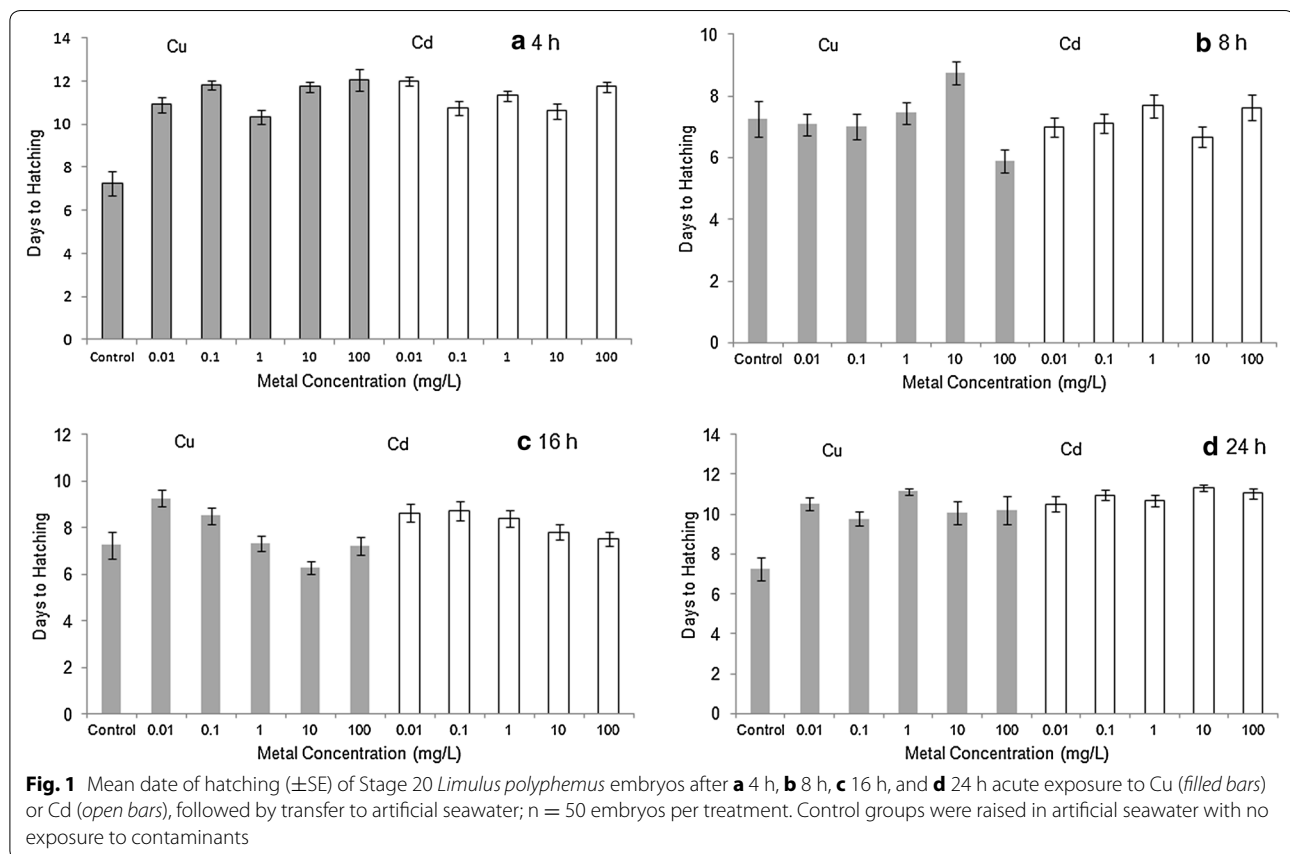 14
12
10
8
6
4
2
0
Days to Hatching
Cu
Cd
a 4 h
Control 0.01 0.1 1 10 100 0.01 0.1 1 10 100
Metal Concentration (mg/L)
10
9
8
7
6
5
4
3
2
1
0
Days to Hatching
Cu
Cd
b 8 h
Control 0.01 0.1 1 10 100 0.01 0.1 1 10 100
Metal Concentration (mg/L)
12
10
8
6
4
2
0
Days to Hatching
Cu
Cd
c 16 h
Control 0.01 0.1 1 10 100 0.01 0.1 1 10 100
Metal Concentration (mg/L)
14
12
10
8
6
4
2
0
Days to Hatching
Cu
Cd
d 24 h
Control 0.01 0.1 1 10 100 0.01 0.1 1 10 100
Metal Concentration (mg/L)
Fig. 1 Mean date of hatching (±SE) of Stage 20 Limulus polyphemus embryos after a 4 h, b 8 h, c 16 h, and d 24 h acute exposure to Cu (filled bars)
or Cd (open bars), followed by transfer to artificial seawater; n = 50 embryos per treatment. Control groups were raised in artificial seawater with no
exposure to contaminants